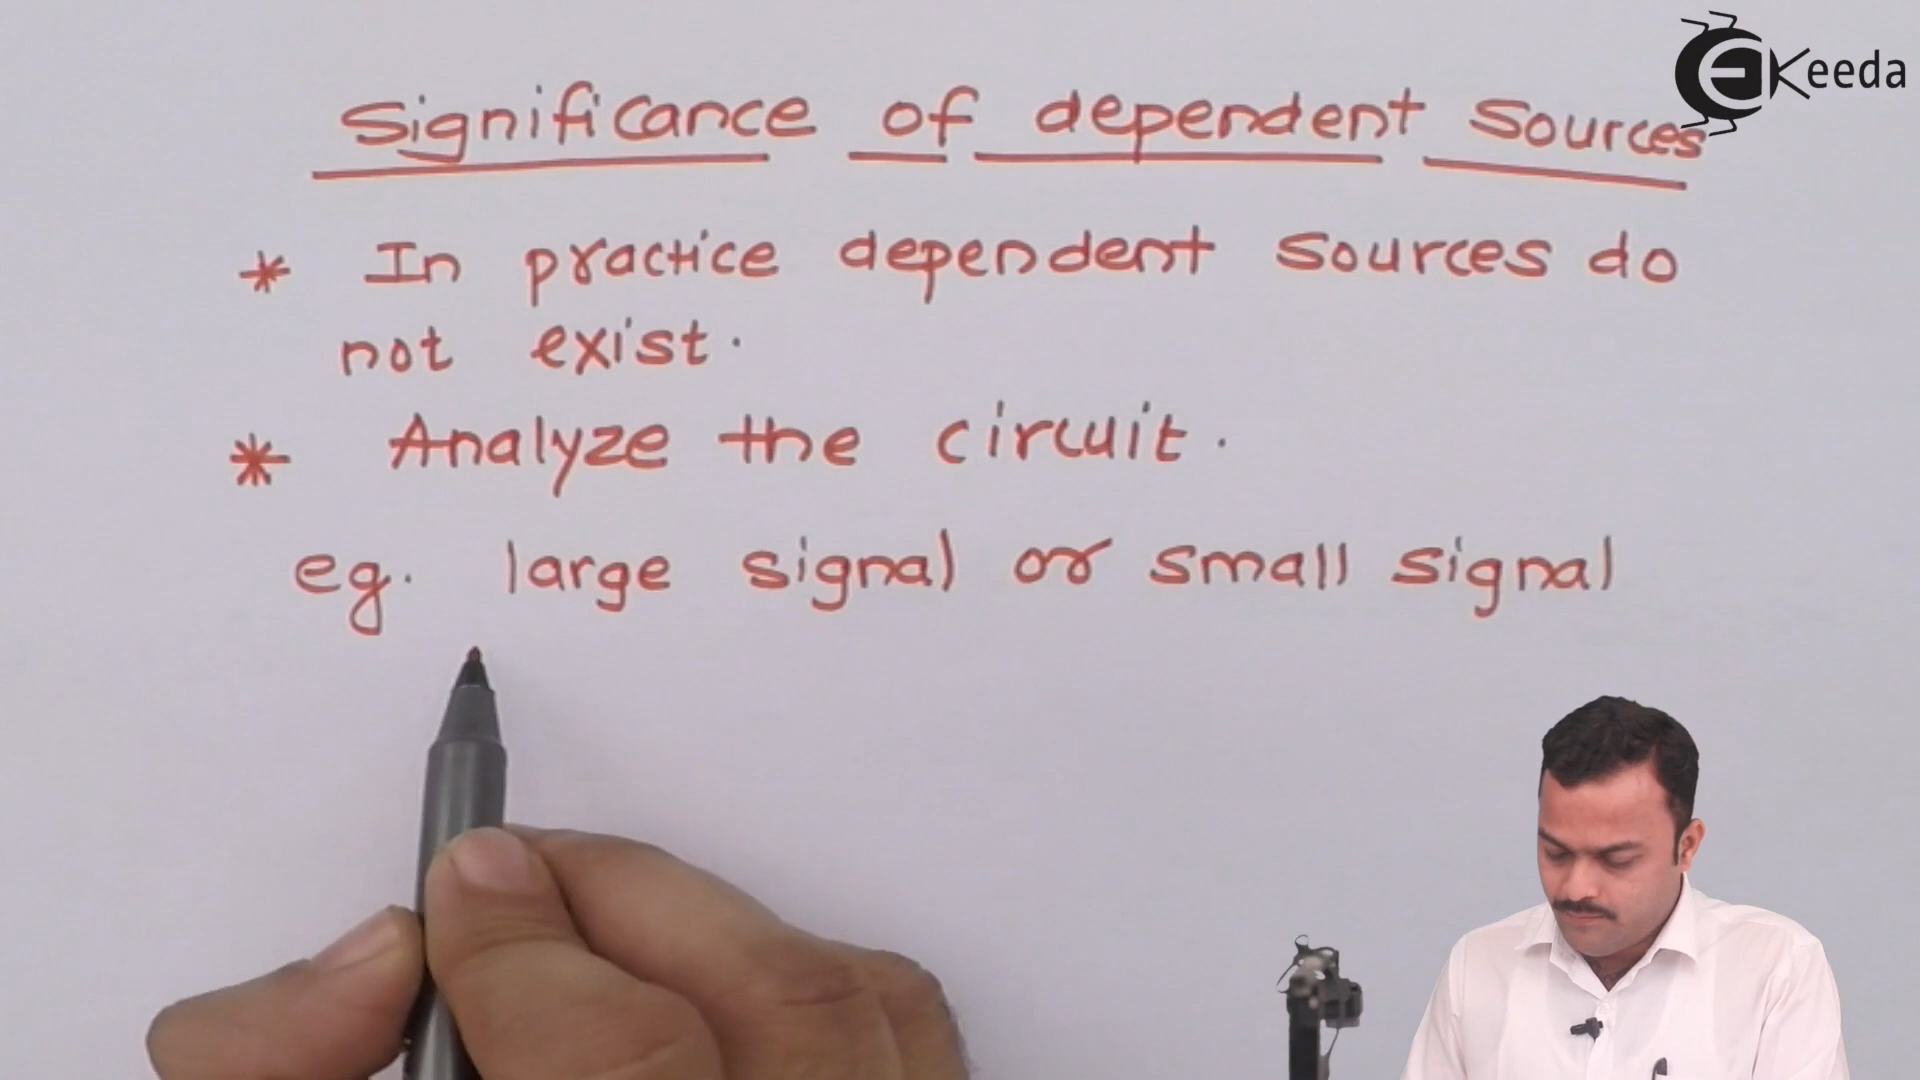 EKeeda
Significance of dependent Sources
* In practice dependent sources do
not exist.
* Analyze the circuit.
eg. large signal or small signal